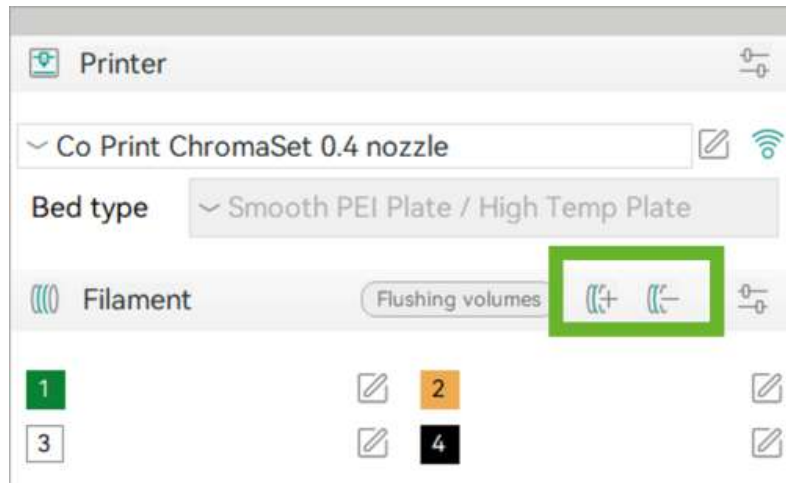 Printer
Co Print ChromaSet 0.4 nozzle
Bed type Smooth PEI Plate / High Temp Plate
Filament Flushing volumes
1 2
3 4